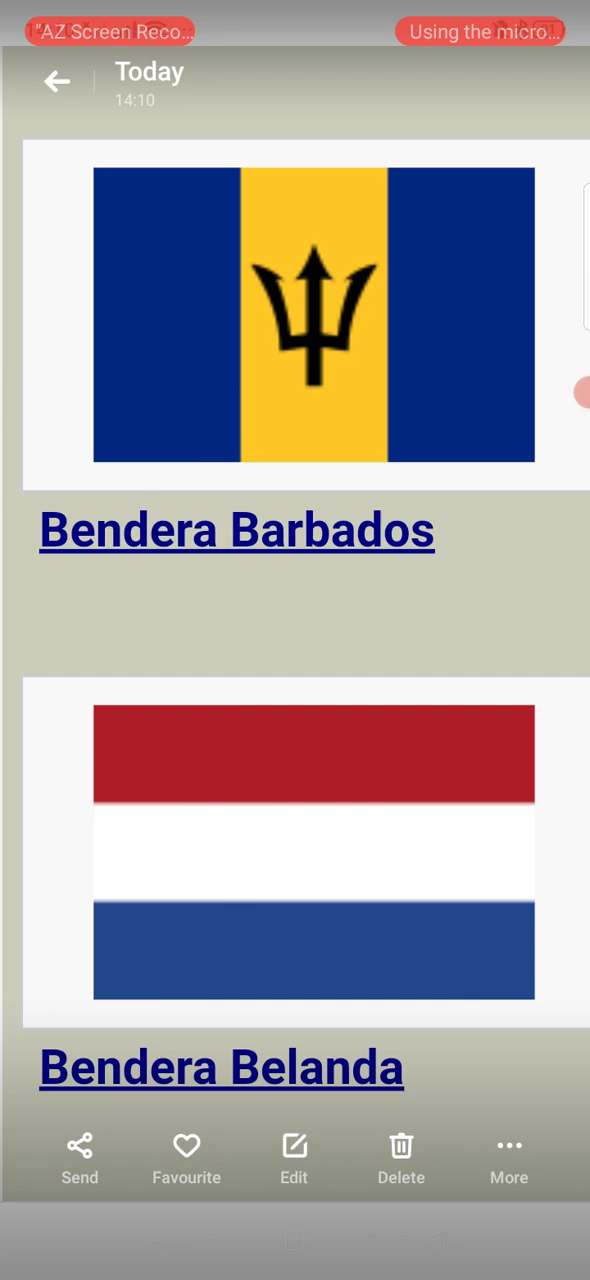 "AZ Screen Reco...
Using the micro...
Today
14:10
Bendera Barbados
Bendera Belanda
Send
Favourite
Edit
Delete
More